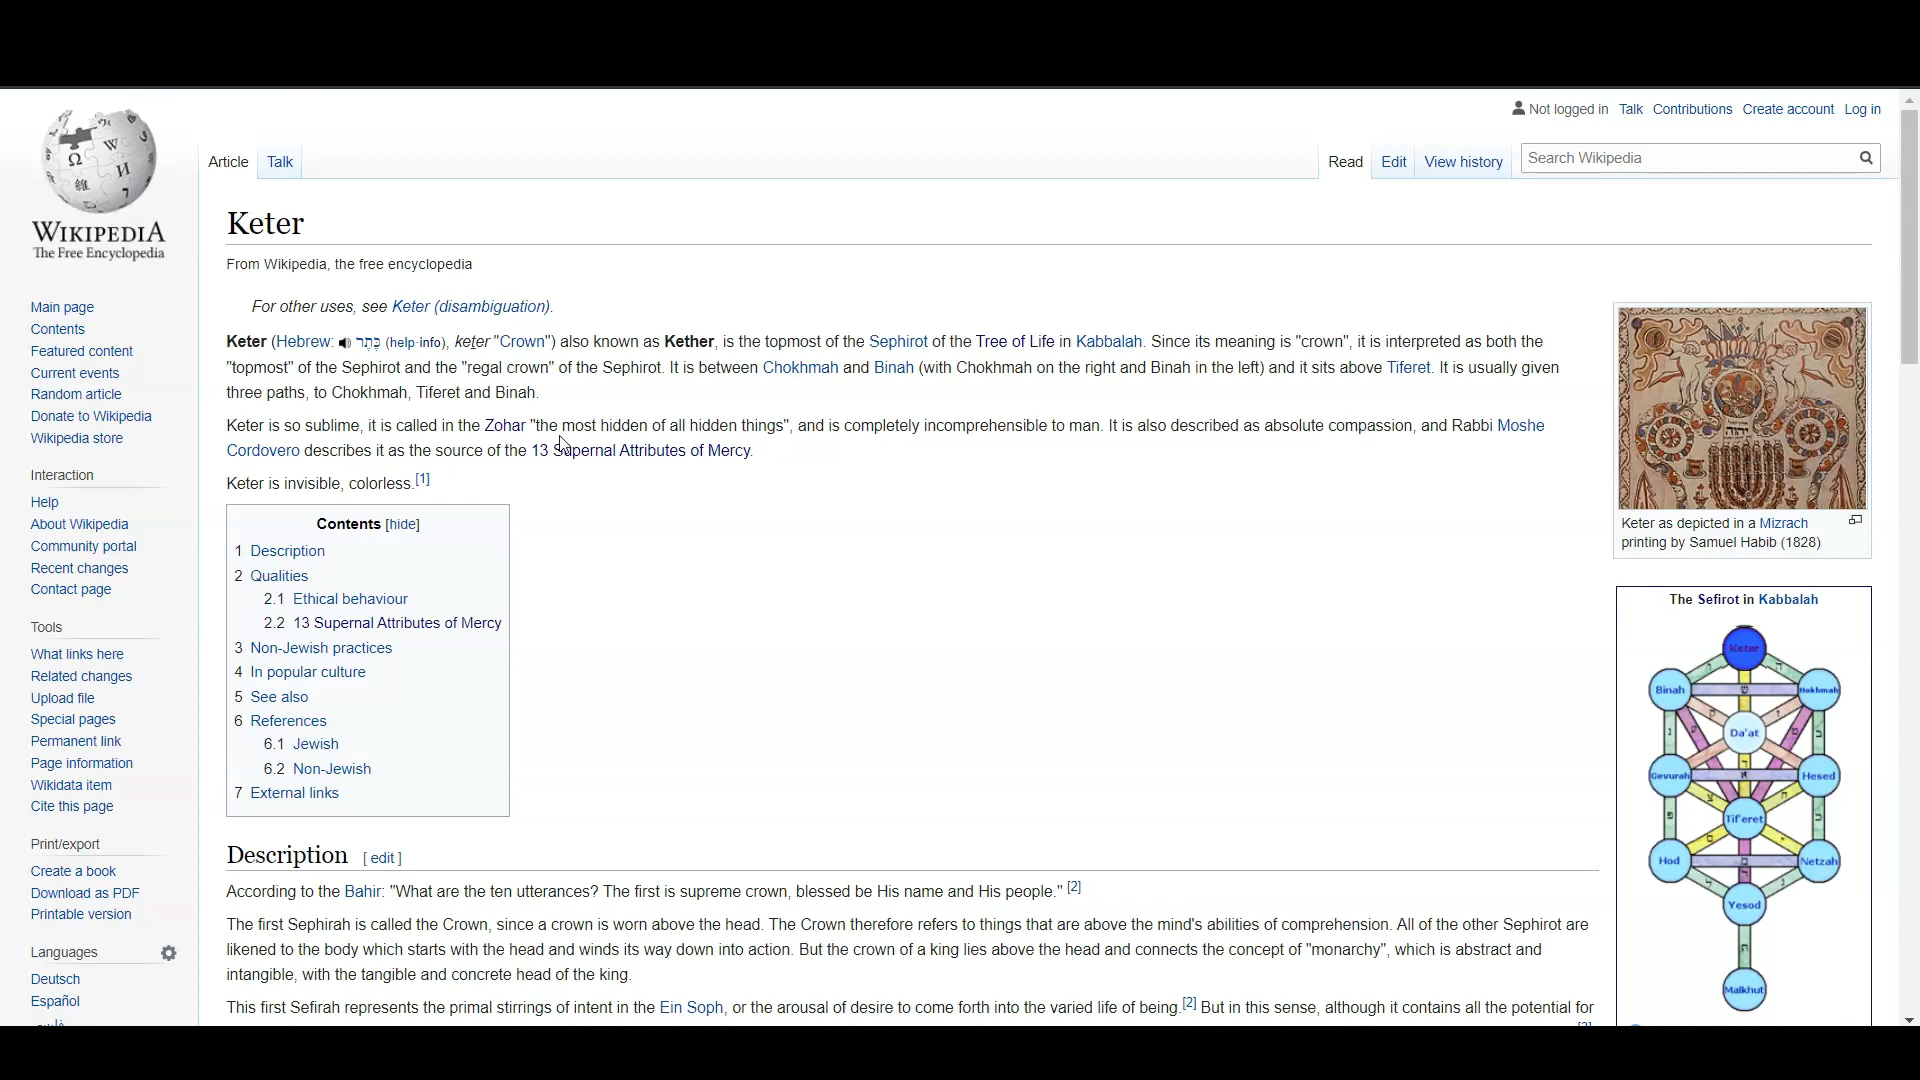 Not logged in Talk Contributions Create account Log in
Article Talk Read Edit View history Search Wikipedia
WIKIPEDIA
The Free Encyclopedia
Main page
Contents
Featured content
Current events
Random article
Donate to Wikipedia
Wikipedia store
Interaction
Help
About Wikipedia
Community portal
Recent changes
Contact page
Tools
What links here
Related changes
Upload file
Special pages
Permanent link
Page information
Wikidata item
Cite this page
Print/export
Create a book
Download as PDF
Printable version
Languages
Deutsch
Español
Keter
From Wikipedia, the free encyclopedia
For other uses, see Keter (disambiguation).
Keter (Hebrew: כֶּתֶר (help·info), keṯer "Crown") also known as Kether, is the topmost of the Sephirot of the Tree of Life in Kabbalah. Since its meaning is "crown", it is interpreted as both the
"topmost" of the Sephirot and the "regal crown" of the Sephirot. It is between Chokhmah and Binah (with Chokhmah on the right and Binah in the left) and it sits above Tiferet. It is usually given
three paths, to Chokhmah, Tiferet and Binah.
Keter is so sublime, it is called in the Zohar "the most hidden of all hidden things", and is completely incomprehensible to man. It is also described as absolute compassion, and Rabbi Moshe
Cordovero describes it as the source of the 13 Supernal Attributes of Mercy.
Keter is invisible, colorless.[1]
Contents [hide]
1 Description
2 Qualities
2.1 Ethical behaviour
2.2 13 Supernal Attributes of Mercy
3 Non-Jewish practices
4 In popular culture
5 See also
6 References
6.1 Jewish
6.2 Non-Jewish
7 External links
Description [ edit ]
According to the Bahir: "What are the ten utterances? The first is supreme crown, blessed be His name and His people." [2]
The first Sephirah is called the Crown, since a crown is worn above the head. The Crown therefore refers to things that are above the mind's abilities of comprehension. All of the other Sephirot are
likened to the body which starts with the head and winds its way down into action. But the crown of a king lies above the head and connects the concept of "monarchy", which is abstract and
intangible, with the tangible and concrete head of the king.
This first Sefirah represents the primal stirrings of intent in the Ein Soph, or the arousal of desire to come forth into the varied life of being.[2] But in this sense, although it contains all the potential for
יהוה
Keter as depicted in a Mizrach
printing by Samuel Habib (1828)
The Sefirot in Kabbalah
Keter
Binah
Hokhmah
Da'at
Gevurah
Hesed
Tif'eret
Hod
Netzah
Yesod
Malkhut